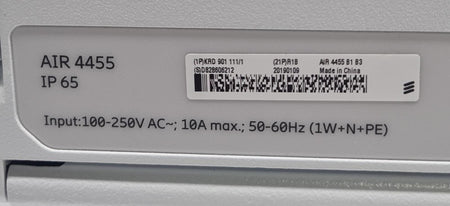 AIR 4455
IP 65
(1P)KRD 901 111/1 (21P)R1B AIR 4455 B1 B3
(S)D828606212 20190109 Made in China
Input:100-250V AC~; 10A max.; 50-60Hz (1W+N+PE)